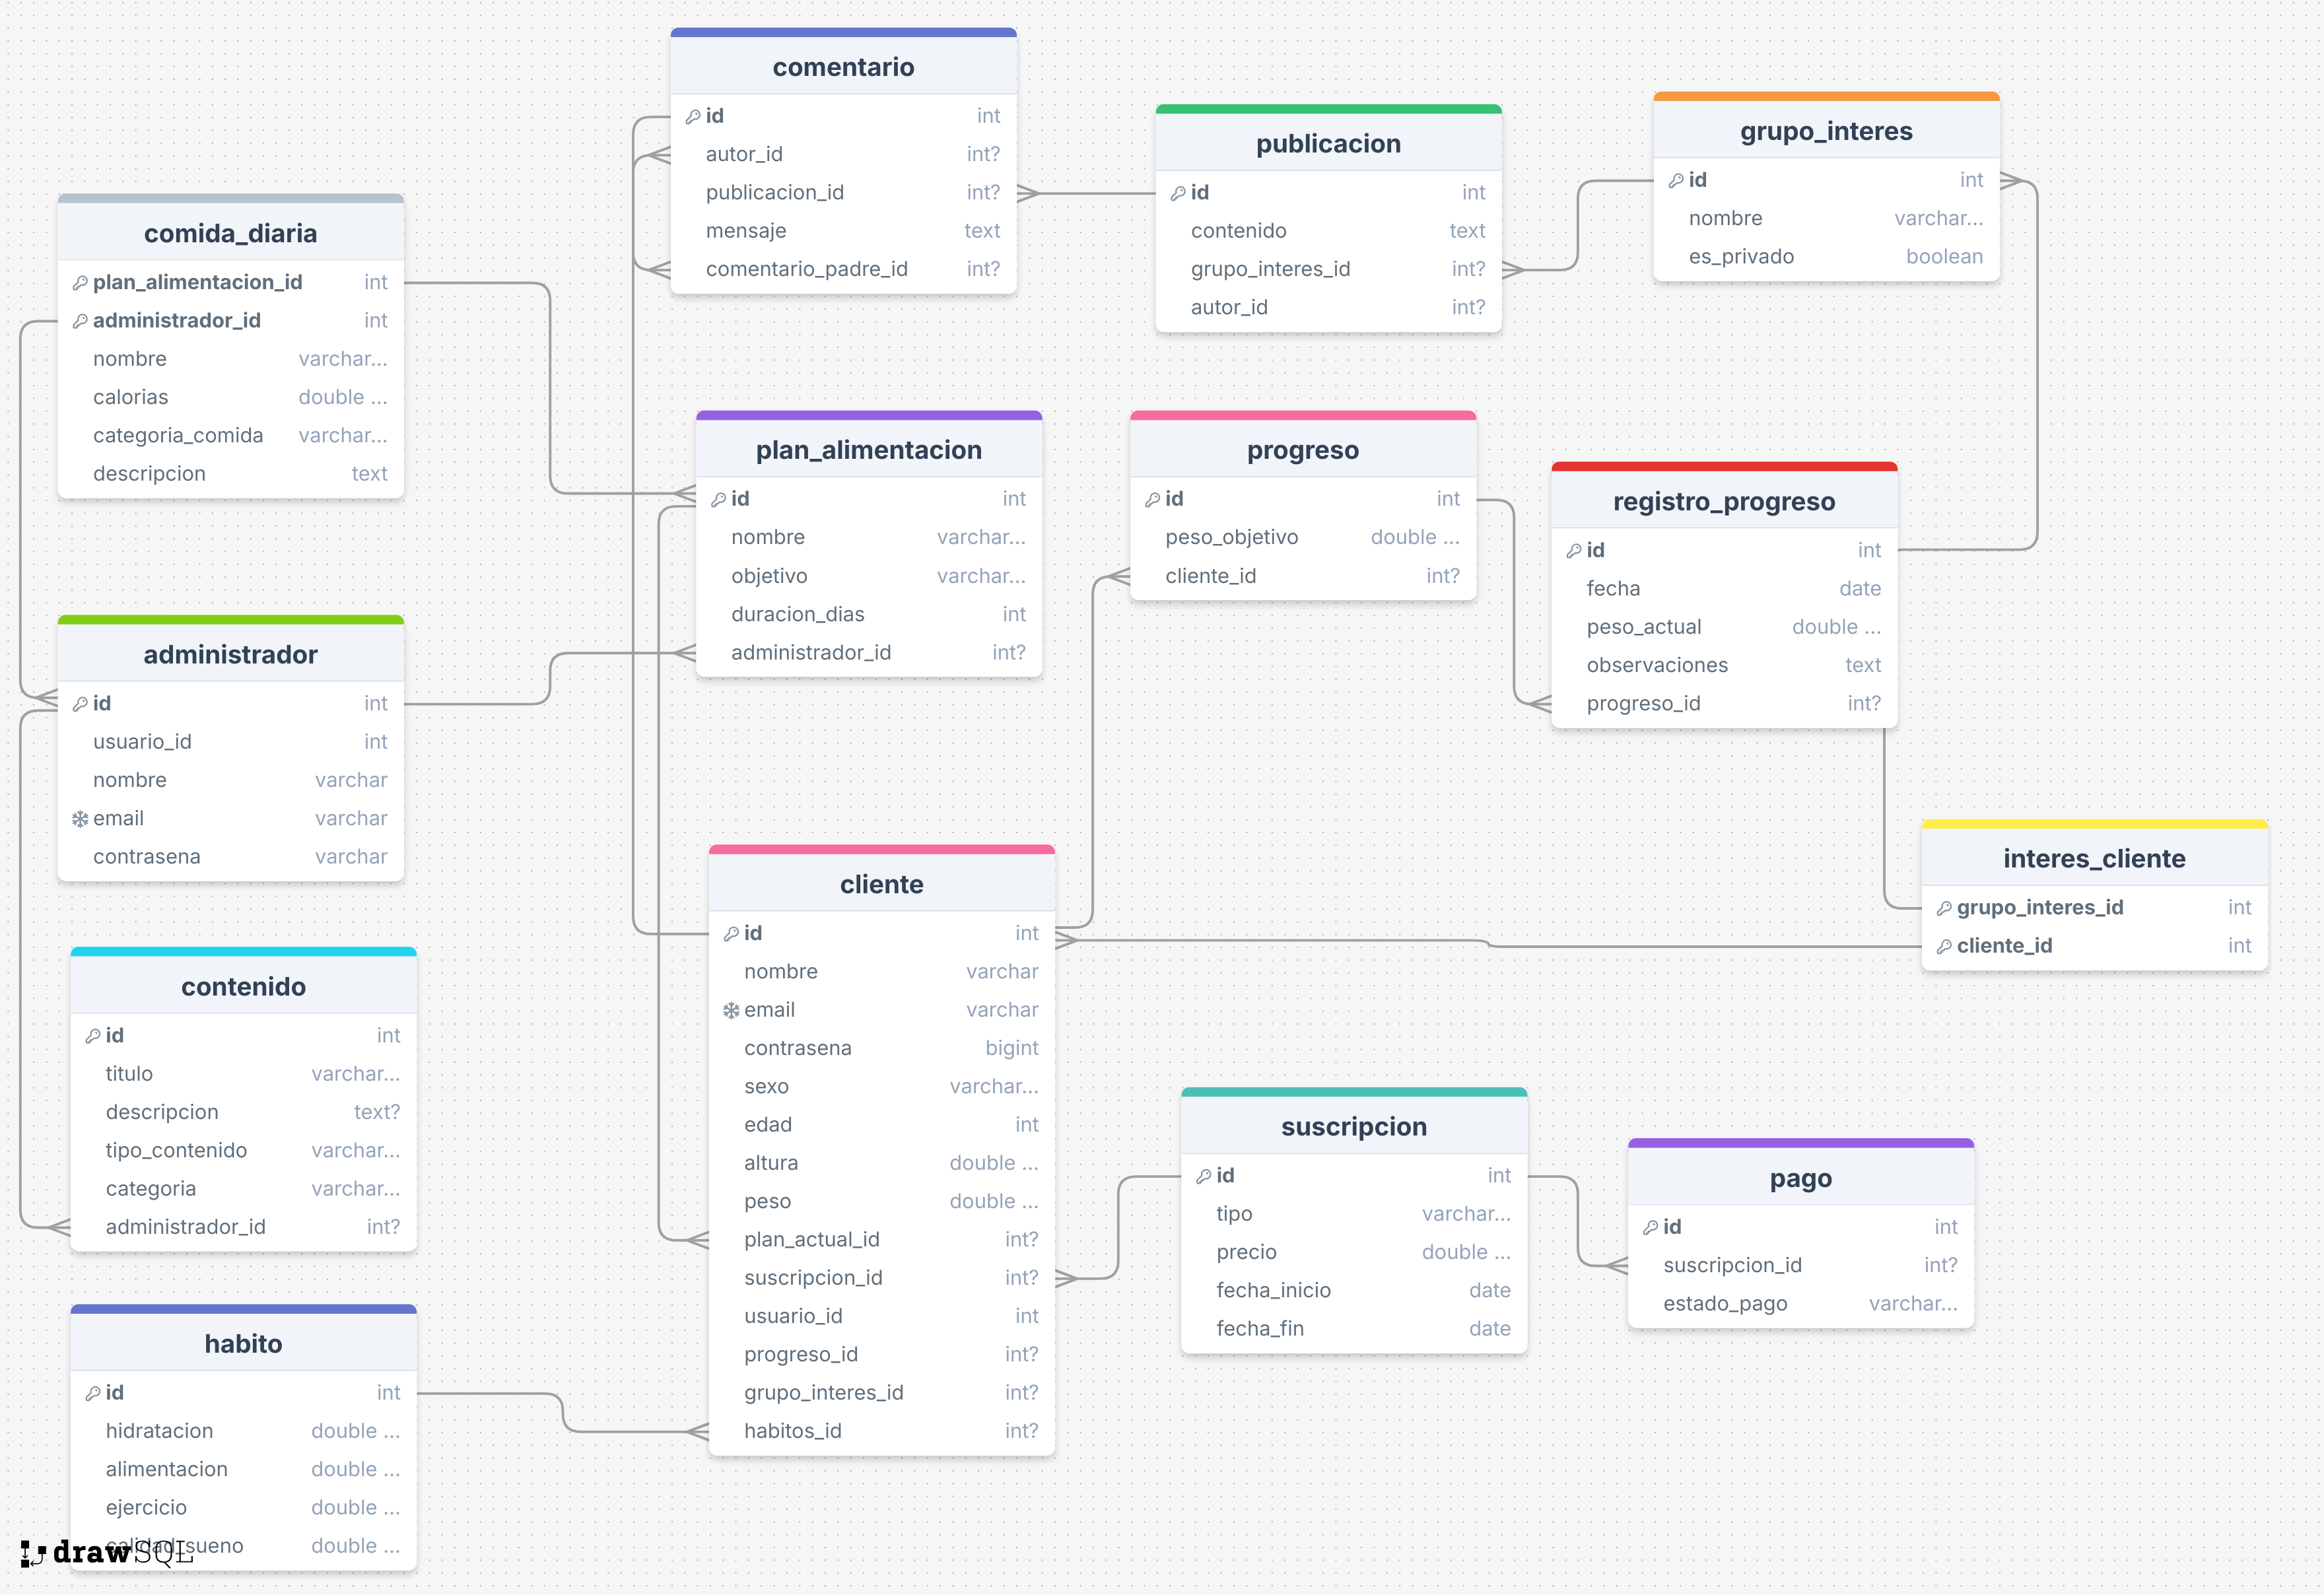 comentario
id int
autor_id int?
publicacion_id int?
mensaje text
comentario_padre_id int?
publicacion
id int
contenido text
grupo_interes_id int?
autor_id int?
grupo_interes
id int
nombre varchar...
es_privado boolean
comida_diaria
plan_alimentacion_id int
administrador_id int
nombre varchar...
calorias double ...
categoria_comida varchar...
descripcion text
plan_alimentacion
id int
nombre varchar...
objetivo varchar...
duracion_dias int
administrador_id int?
progreso
id int
peso_objetivo double ...
cliente_id int?
registro_progreso
id int
fecha date
peso_actual double ...
observaciones text
progreso_id int?
administrador
id int
usuario_id int
nombre varchar
email varchar
contrasena varchar
cliente
id int
nombre varchar
email varchar
contrasena bigint
sexo varchar...
edad int
altura double ...
peso double ...
plan_actual_id int?
suscripcion_id int?
usuario_id int
progreso_id int?
grupo_interes_id int?
habitos_id int?
interes_cliente
grupo_interes_id int
cliente_id int
contenido
id int
titulo varchar...
descripcion text?
tipo_contenido varchar...
categoria varchar...
administrador_id int?
suscripcion
id int
tipo varchar...
precio double ...
fecha_inicio date
fecha_fin date
pago
id int
suscripcion_id int?
estado_pago varchar...
habito
id int
hidratacion double ...
alimentacion double ...
ejercicio double ...
calidad_sueno double ...
drawSQL